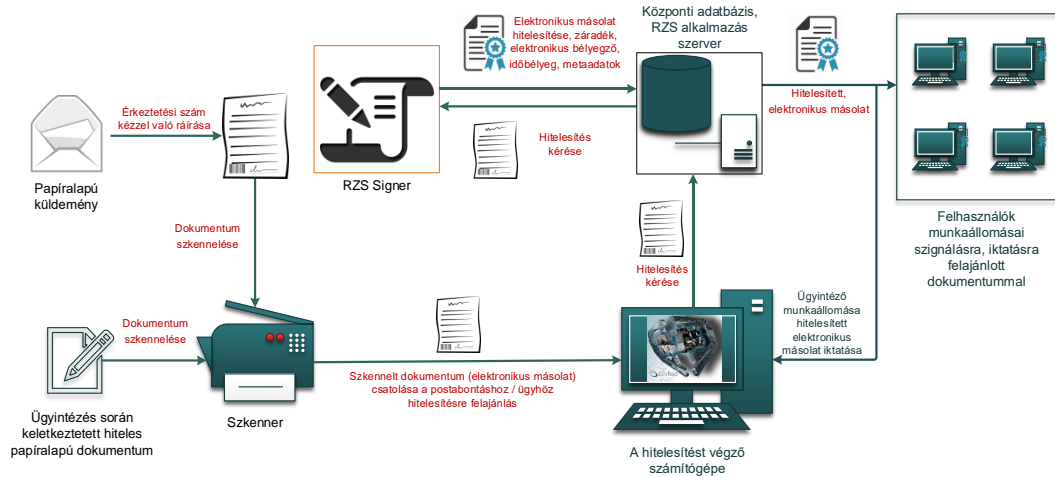 Elektronikus másolat
hitelesítése, záradék,
elektronikus bélyegző,
időbélyeg, metaadatok
Központi adatbázis,
RZS alkalmazás
szerver
Érkeztetési szám
kézzel való ráírása
Hitelesített,
elektronikus másolat
Hitelesítés
kérése
Papíralapú
küldemény
RZS Signer
Felhasználók
munkaállomásai
szignálásra, iktatásra
felajánlott
dokumentummal
Dokumentum
szkennelése
Hitelesítés
kérése
Ügyintéző
munkaállomása
hitelesített
elektronikus
másolat iktatása
Dokumentum
szkennelése
Szkennelt dokumentum (elektronikus másolat)
csatolása a postabontáshoz / ügyhöz
hitelesítésre felajánlás
Ügyintézés során
keletkeztetett hiteles
papíralapú dokumentum
Szkenner
A hitelesítést végző
számítógépe